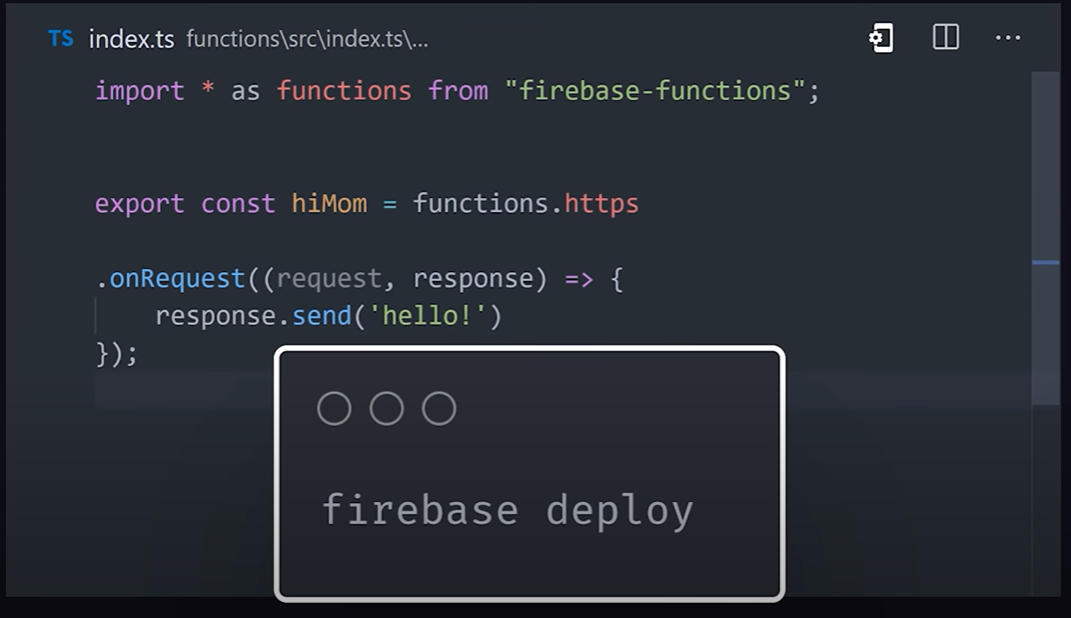 TS index.ts functions\src\index.ts\...
import * as functions from "firebase-functions";
export const hiMom = functions.https
.onRequest((request, response) => {
response.send('hello!')
});
firebase deploy